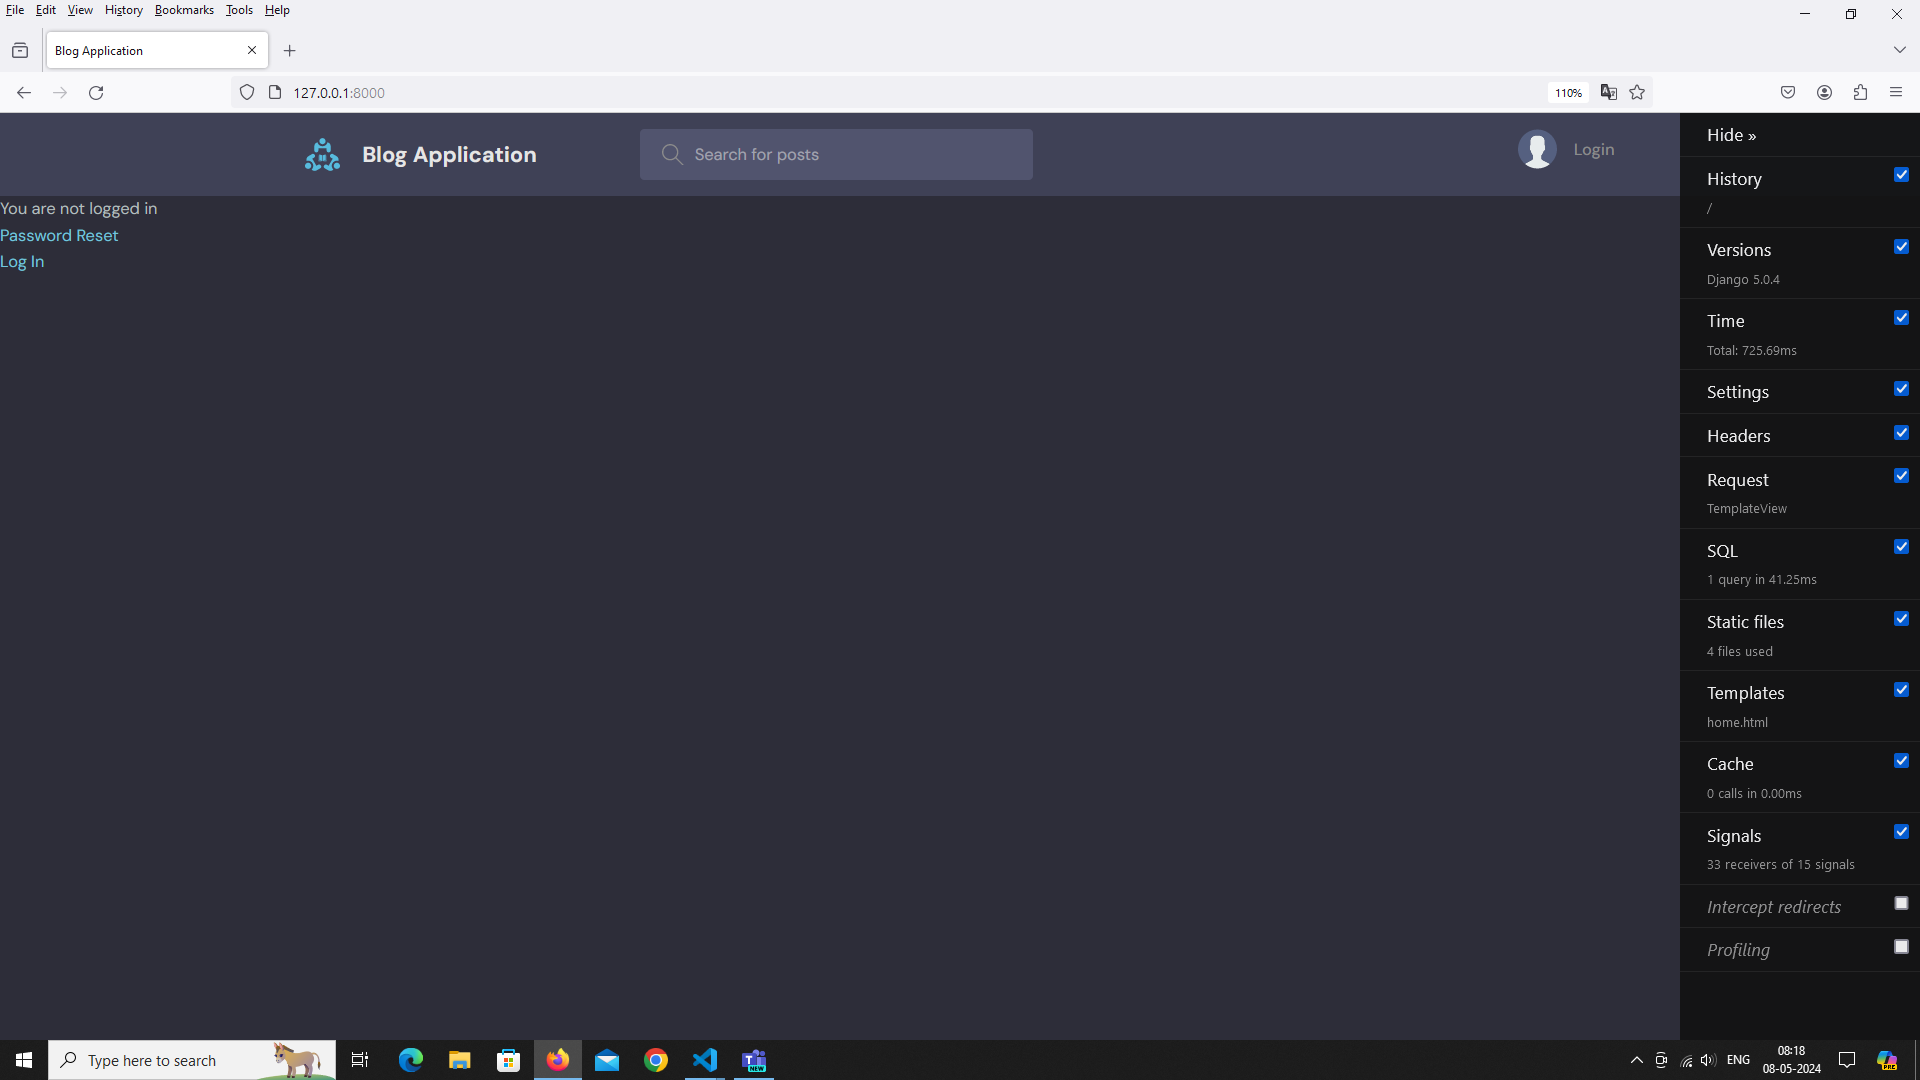 File Edit View History Bookmarks Tools Help
Blog Application
127.0.0.1:8000
110%
Blog Application
Search for posts
Login
You are not logged in
Password Reset
Log In
Hide »
History
/
Versions
Django 5.0.4
Time
Total: 725.69ms
Settings
Headers
Request
TemplateView
SQL
1 query in 41.25ms
Static files
4 files used
Templates
home.html
Cache
0 calls in 0.00ms
Signals
33 receivers of 15 signals
Intercept redirects
Profiling
Type here to search
NEW
ENG
08:18
08-05-2024
PRE